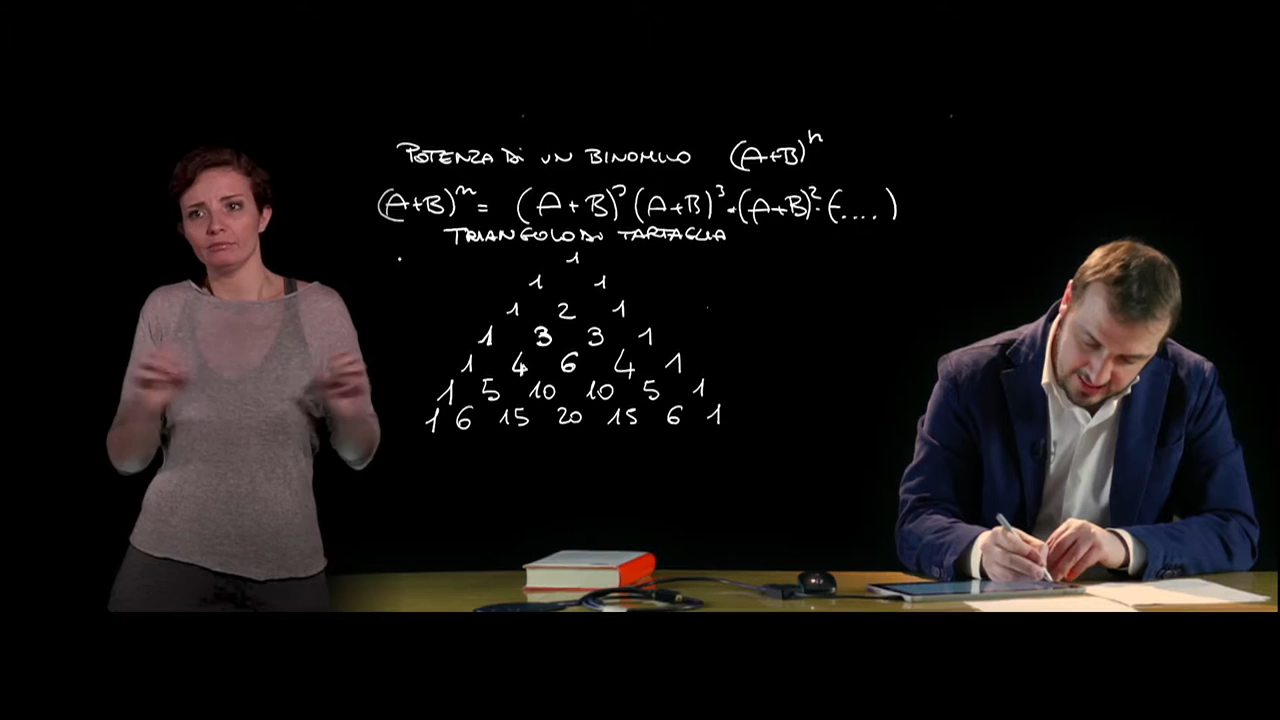 POTENZA DI UN BINOMIO (A+B)^n
(A+B)^n = (A+B)^3 (A+B)^3 · (A+B)^2 · (....)
TRIANGOLO DI TARTAGLIA
1
1 1
1 2 1
1 3 3 1
1 4 6 4 1
1 5 10 10 5 1
1 6 15 20 15 6 1